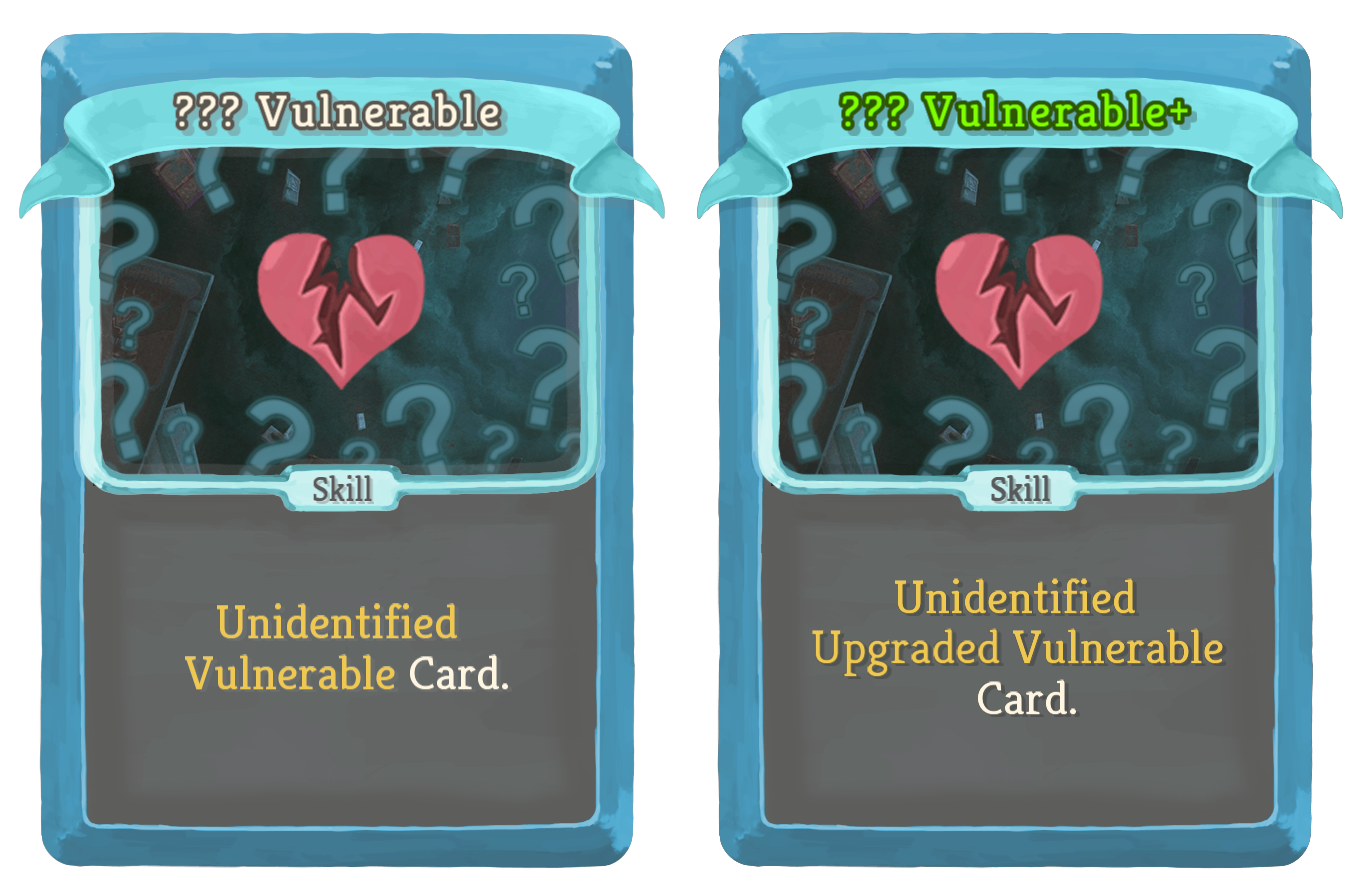 ??? Vulnerable
Skill
Unidentified
Vulnerable Card.
??? Vulnerable+
Skill
Unidentified
Upgraded Vulnerable
Card.